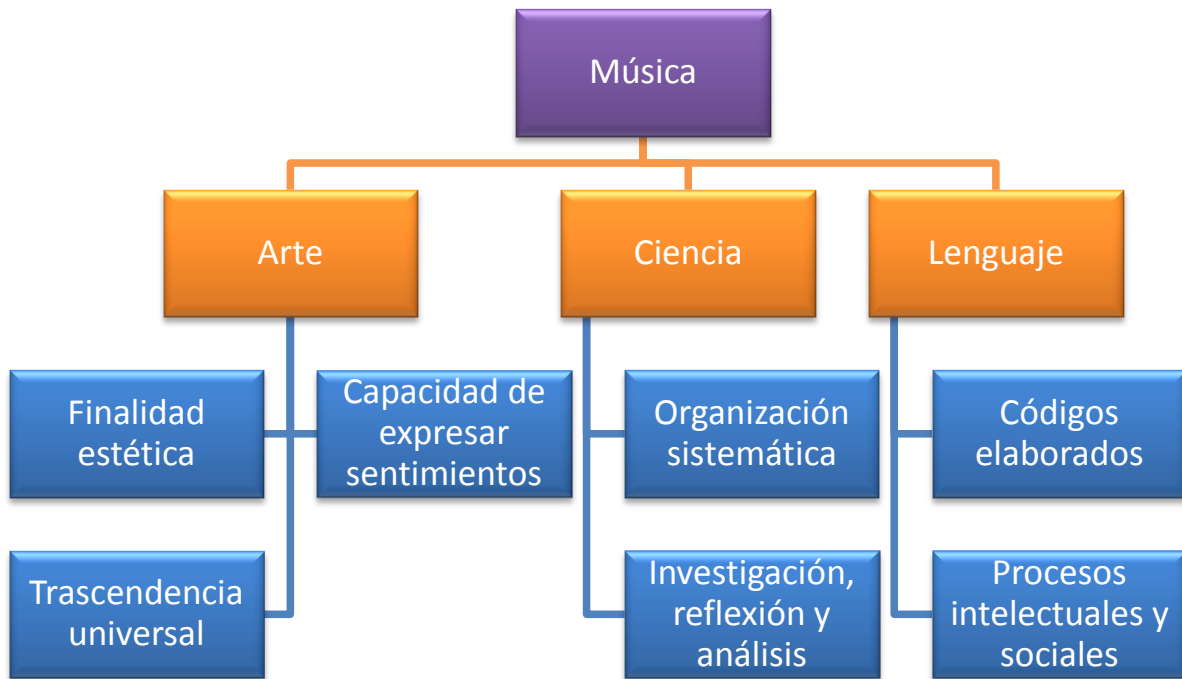 Música
Arte
Ciencia
Lenguaje
Finalidad
estética
Capacidad de
expresar
sentimientos
Organización
sistemática
Códigos
elaborados
Trascendencia
universal
Investigación,
reflexión y
análisis
Procesos
intelectuales y
sociales